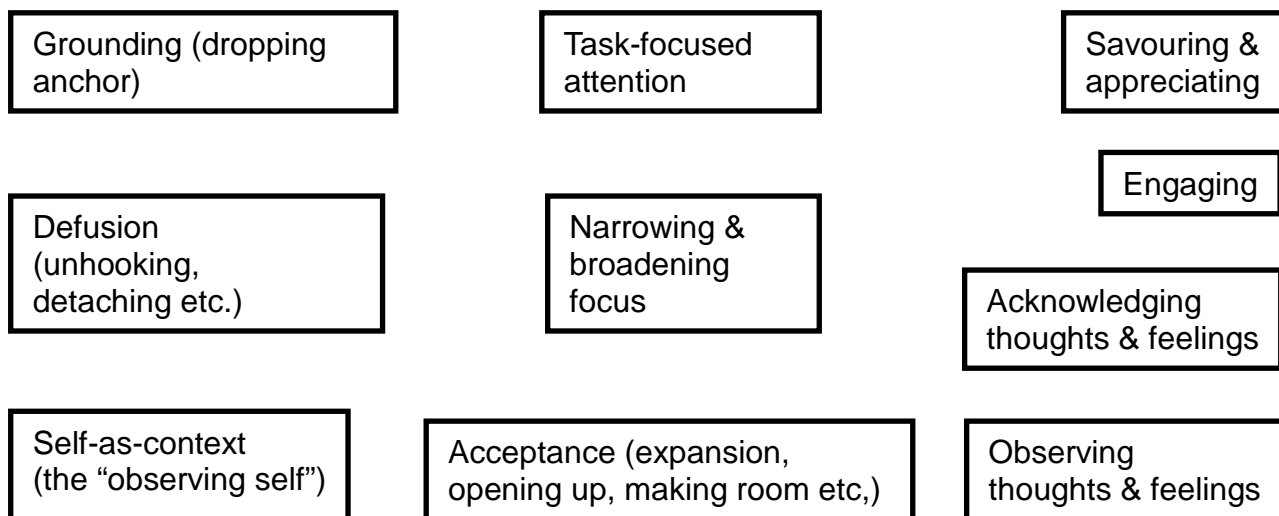 Grounding (dropping
anchor)
Task-focused
attention
Savouring &
appreciating
Engaging
Defusion
(unhooking,
detaching etc.)
Narrowing &
broadening
focus
Acknowledging
thoughts & feelings
Self-as-context
(the “observing self”)
Acceptance (expansion,
opening up, making room etc,)
Observing
thoughts & feelings